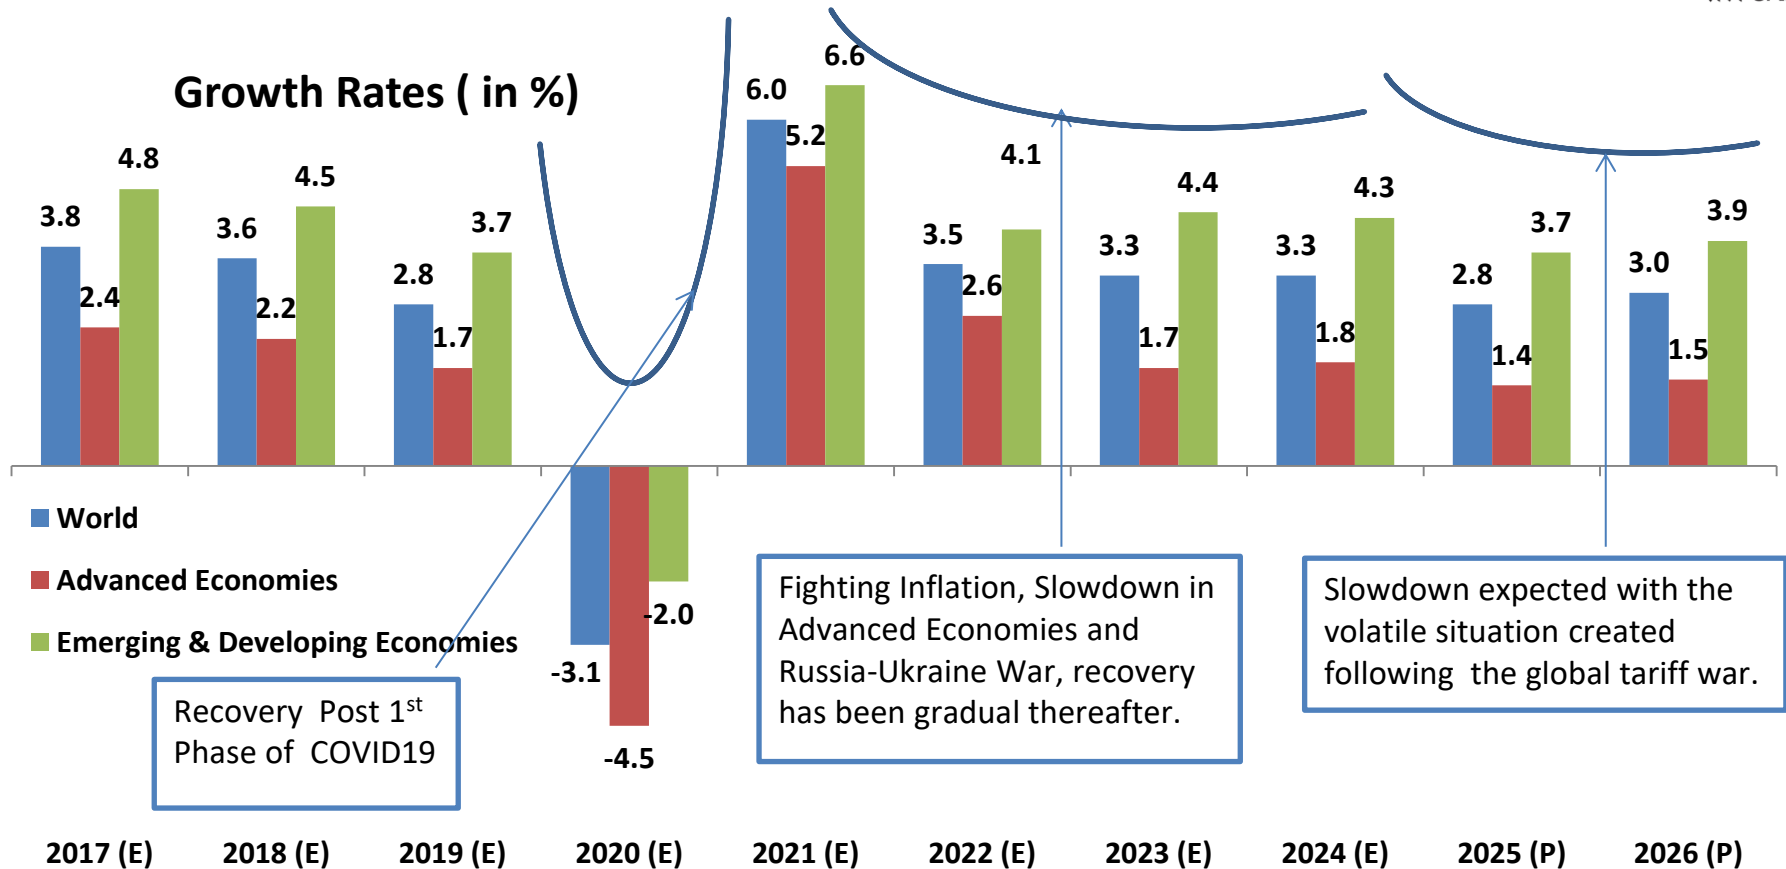 Growth Rates ( in %)
3.8
2.4
4.8
3.6
2.2
4.5
2.8
1.7
3.7
-3.1
-4.5
-2.0
6.0
5.2
6.6
3.5
2.6
4.1
3.3
1.7
4.4
3.3
1.8
4.3
2.8
1.4
3.7
3.0
1.5
3.9
World
Advanced Economies
Emerging & Developing Economies
Recovery  Post 1st
Phase of  COVID19
Fighting Inflation, Slowdown in
Advanced Economies and
Russia-Ukraine War, recovery
has been gradual thereafter.
Slowdown expected with the
volatile situation created
following  the global tariff war.
2017 (E)
2018 (E)
2019 (E)
2020 (E)
2021 (E)
2022 (E)
2023 (E)
2024 (E)
2025 (P)
2026 (P)